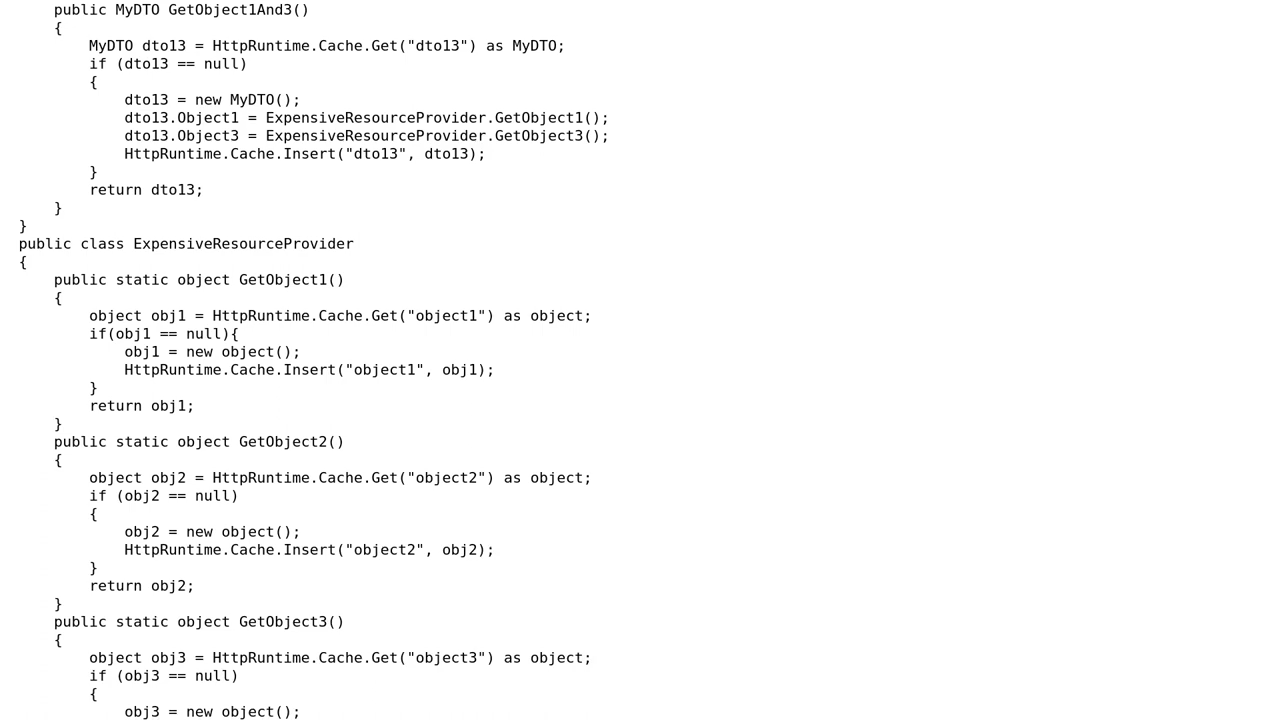 public MyDTO GetObject1And3()
{
MyDTO dto13 = HttpRuntime.Cache.Get("dto13") as MyDTO;
if (dto13 == null)
{
dto13 = new MyDTO();
dto13.Object1 = ExpensiveResourceProvider.GetObject1();
dto13.Object3 = ExpensiveResourceProvider.GetObject3();
HttpRuntime.Cache.Insert("dto13", dto13);
}
return dto13;
}
}
public class ExpensiveResourceProvider
{
public static object GetObject1()
{
object obj1 = HttpRuntime.Cache.Get("object1") as object;
if(obj1 == null){
obj1 = new object();
HttpRuntime.Cache.Insert("object1", obj1);
}
return obj1;
}
public static object GetObject2()
{
object obj2 = HttpRuntime.Cache.Get("object2") as object;
if (obj2 == null)
{
obj2 = new object();
HttpRuntime.Cache.Insert("object2", obj2);
}
return obj2;
}
public static object GetObject3()
{
object obj3 = HttpRuntime.Cache.Get("object3") as object;
if (obj3 == null)
{
obj3 = new object();